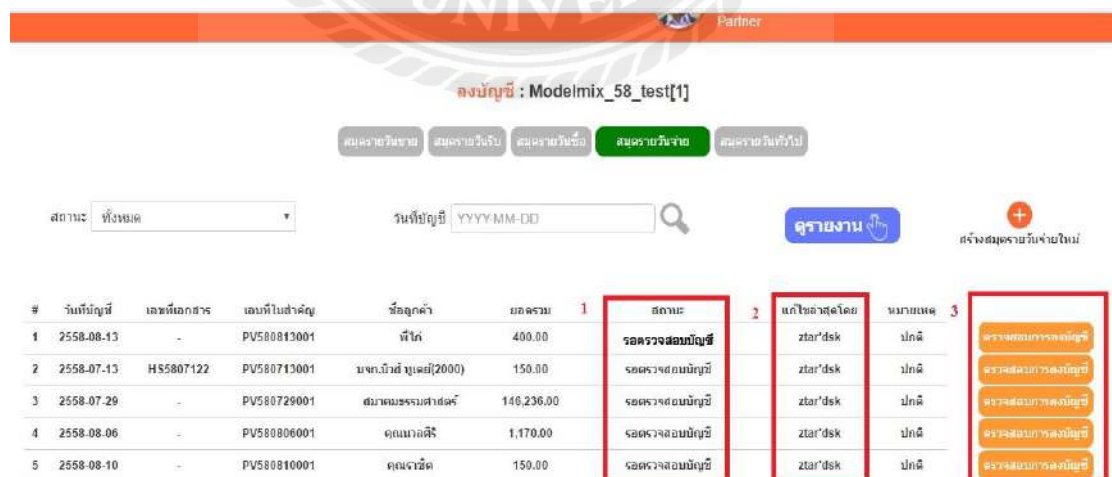 UNIVE
Partner
ลงบัญชี : Modelmix_58_test[1]
สมุดรายวันขาย สมุดรายวันรับ สมุดรายวันซื้อ สมุดรายวันจ่าย สมุดรายวันทั่วไป
สถานะ ทั้งหมด วันที่บัญชี YYYY-MM-DD ดูรายงาน สร้างสมุดรายวันจ่ายใหม่
# วันที่บัญชี เลขที่เอกสาร เลขที่ใบสำคัญ ชื่อลูกค้า ยอดรวม 1 สถานะ 2 แก้ไขล่าสุดโดย หมายเหตุ 3
1 2558-08-13 - PV580813001 พี่ไก่ 400.00 รอตรวจสอบบัญชี ztar'dsk ปกติ ตรวจสอบการลงบัญชี
2 2558-07-13 HS5807122 PV580713001 บจก.บิวตี้ 150.00 รอตรวจสอบบัญชี ztar'dsk ปกติ ตรวจสอบการลงบัญชี
3 2558-07-29 - PV580729001 สมาคมธรรมศาสตร์ 146,236.00 รอตรวจสอบบัญชี ztar'dsk ปกติ ตรวจสอบการลงบัญชี
4 2558-08-06 - PV580806001 คุณนวลศิริ 1,170.00 รอตรวจสอบบัญชี ztar'dsk ปกติ ตรวจสอบการลงบัญชี
5 2558-08-10 - PV580810001 คุณราชิต 150.00 รอตรวจสอบบัญชี ztar'dsk ปกติ ตรวจสอบการลงบัญชี